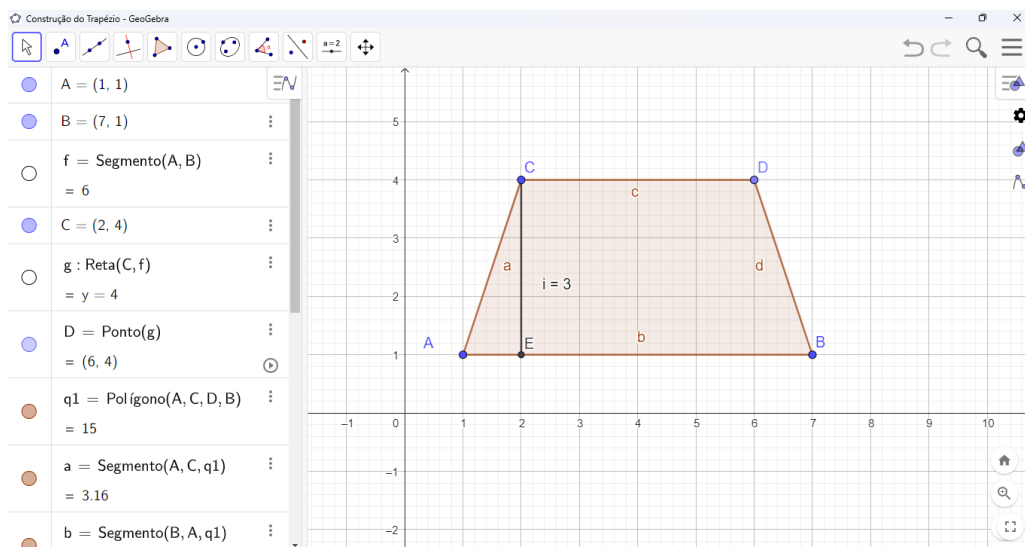 Construção do Trapézio - GeoGebra
A
a = 2
A = (1, 1)
B = (7, 1)
f = Segmento(A, B)
= 6
C = (2, 4)
g : Reta(C, f)
= y = 4
D = Ponto(g)
= (6, 4)
q1 = Polígono(A, C, D, B)
= 15
a = Segmento(A, C, q1)
= 3.16
b = Segmento(B, A, q1)
5
C
D
4
c
3
a
d
i = 3
2
b
A
E
B
1
−1
0
1
2
3
4
5
6
7
8
9
10
−1
−2